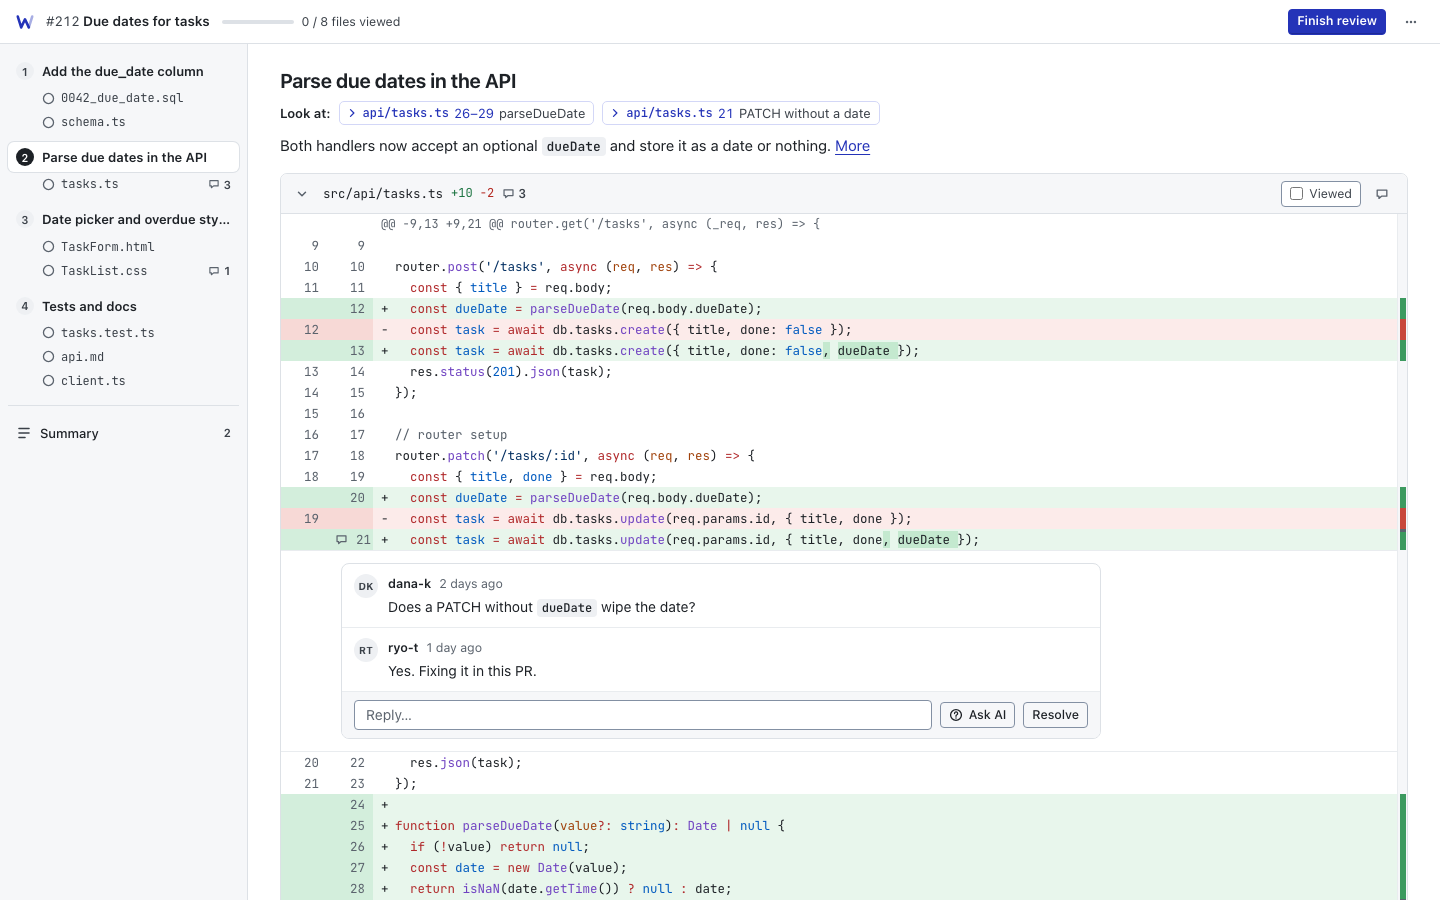 #212 Due dates for tasks 0 / 8 files viewed Finish review
1 Add the due_date column
0042_due_date.sql
schema.ts
2 Parse due dates in the API
tasks.ts 3
3 Date picker and overdue sty...
TaskForm.html
TaskList.css 1
4 Tests and docs
tasks.test.ts
api.md
client.ts
Summary 2
Parse due dates in the API
Look at: > api/tasks.ts 26–29 parseDueDate > api/tasks.ts 21 PATCH without a date
Both handlers now accept an optional dueDate and store it as a date or nothing. More
src/api/tasks.ts +10 -2 3 Viewed
@@ -9,13 +9,21 @@ router.get('/tasks', async (_req, res) => {
9 9
10 10 router.post('/tasks', async (req, res) => {
11 11 const { title } = req.body;
12 + const dueDate = parseDueDate(req.body.dueDate);
12 - const task = await db.tasks.create({ title, done: false });
13 + const task = await db.tasks.create({ title, done: false, dueDate });
13 14 res.status(201).json(task);
14 15 });
15 16
16 17 // router setup
17 18 router.patch('/tasks/:id', async (req, res) => {
18 19 const { title, done } = req.body;
20 + const dueDate = parseDueDate(req.body.dueDate);
19 - const task = await db.tasks.update(req.params.id, { title, done });
21 + const task = await db.tasks.update(req.params.id, { title, done, dueDate });
DK dana-k 2 days ago
Does a PATCH without dueDate wipe the date?
RT ryo-t 1 day ago
Yes. Fixing it in this PR.
Reply... Ask AI Resolve
20 22 res.json(task);
21 23 });
24 +
25 + function parseDueDate(value?: string): Date | null {
26 + if (!value) return null;
27 + const date = new Date(value);
28 + return isNaN(date.getTime()) ? null : date;